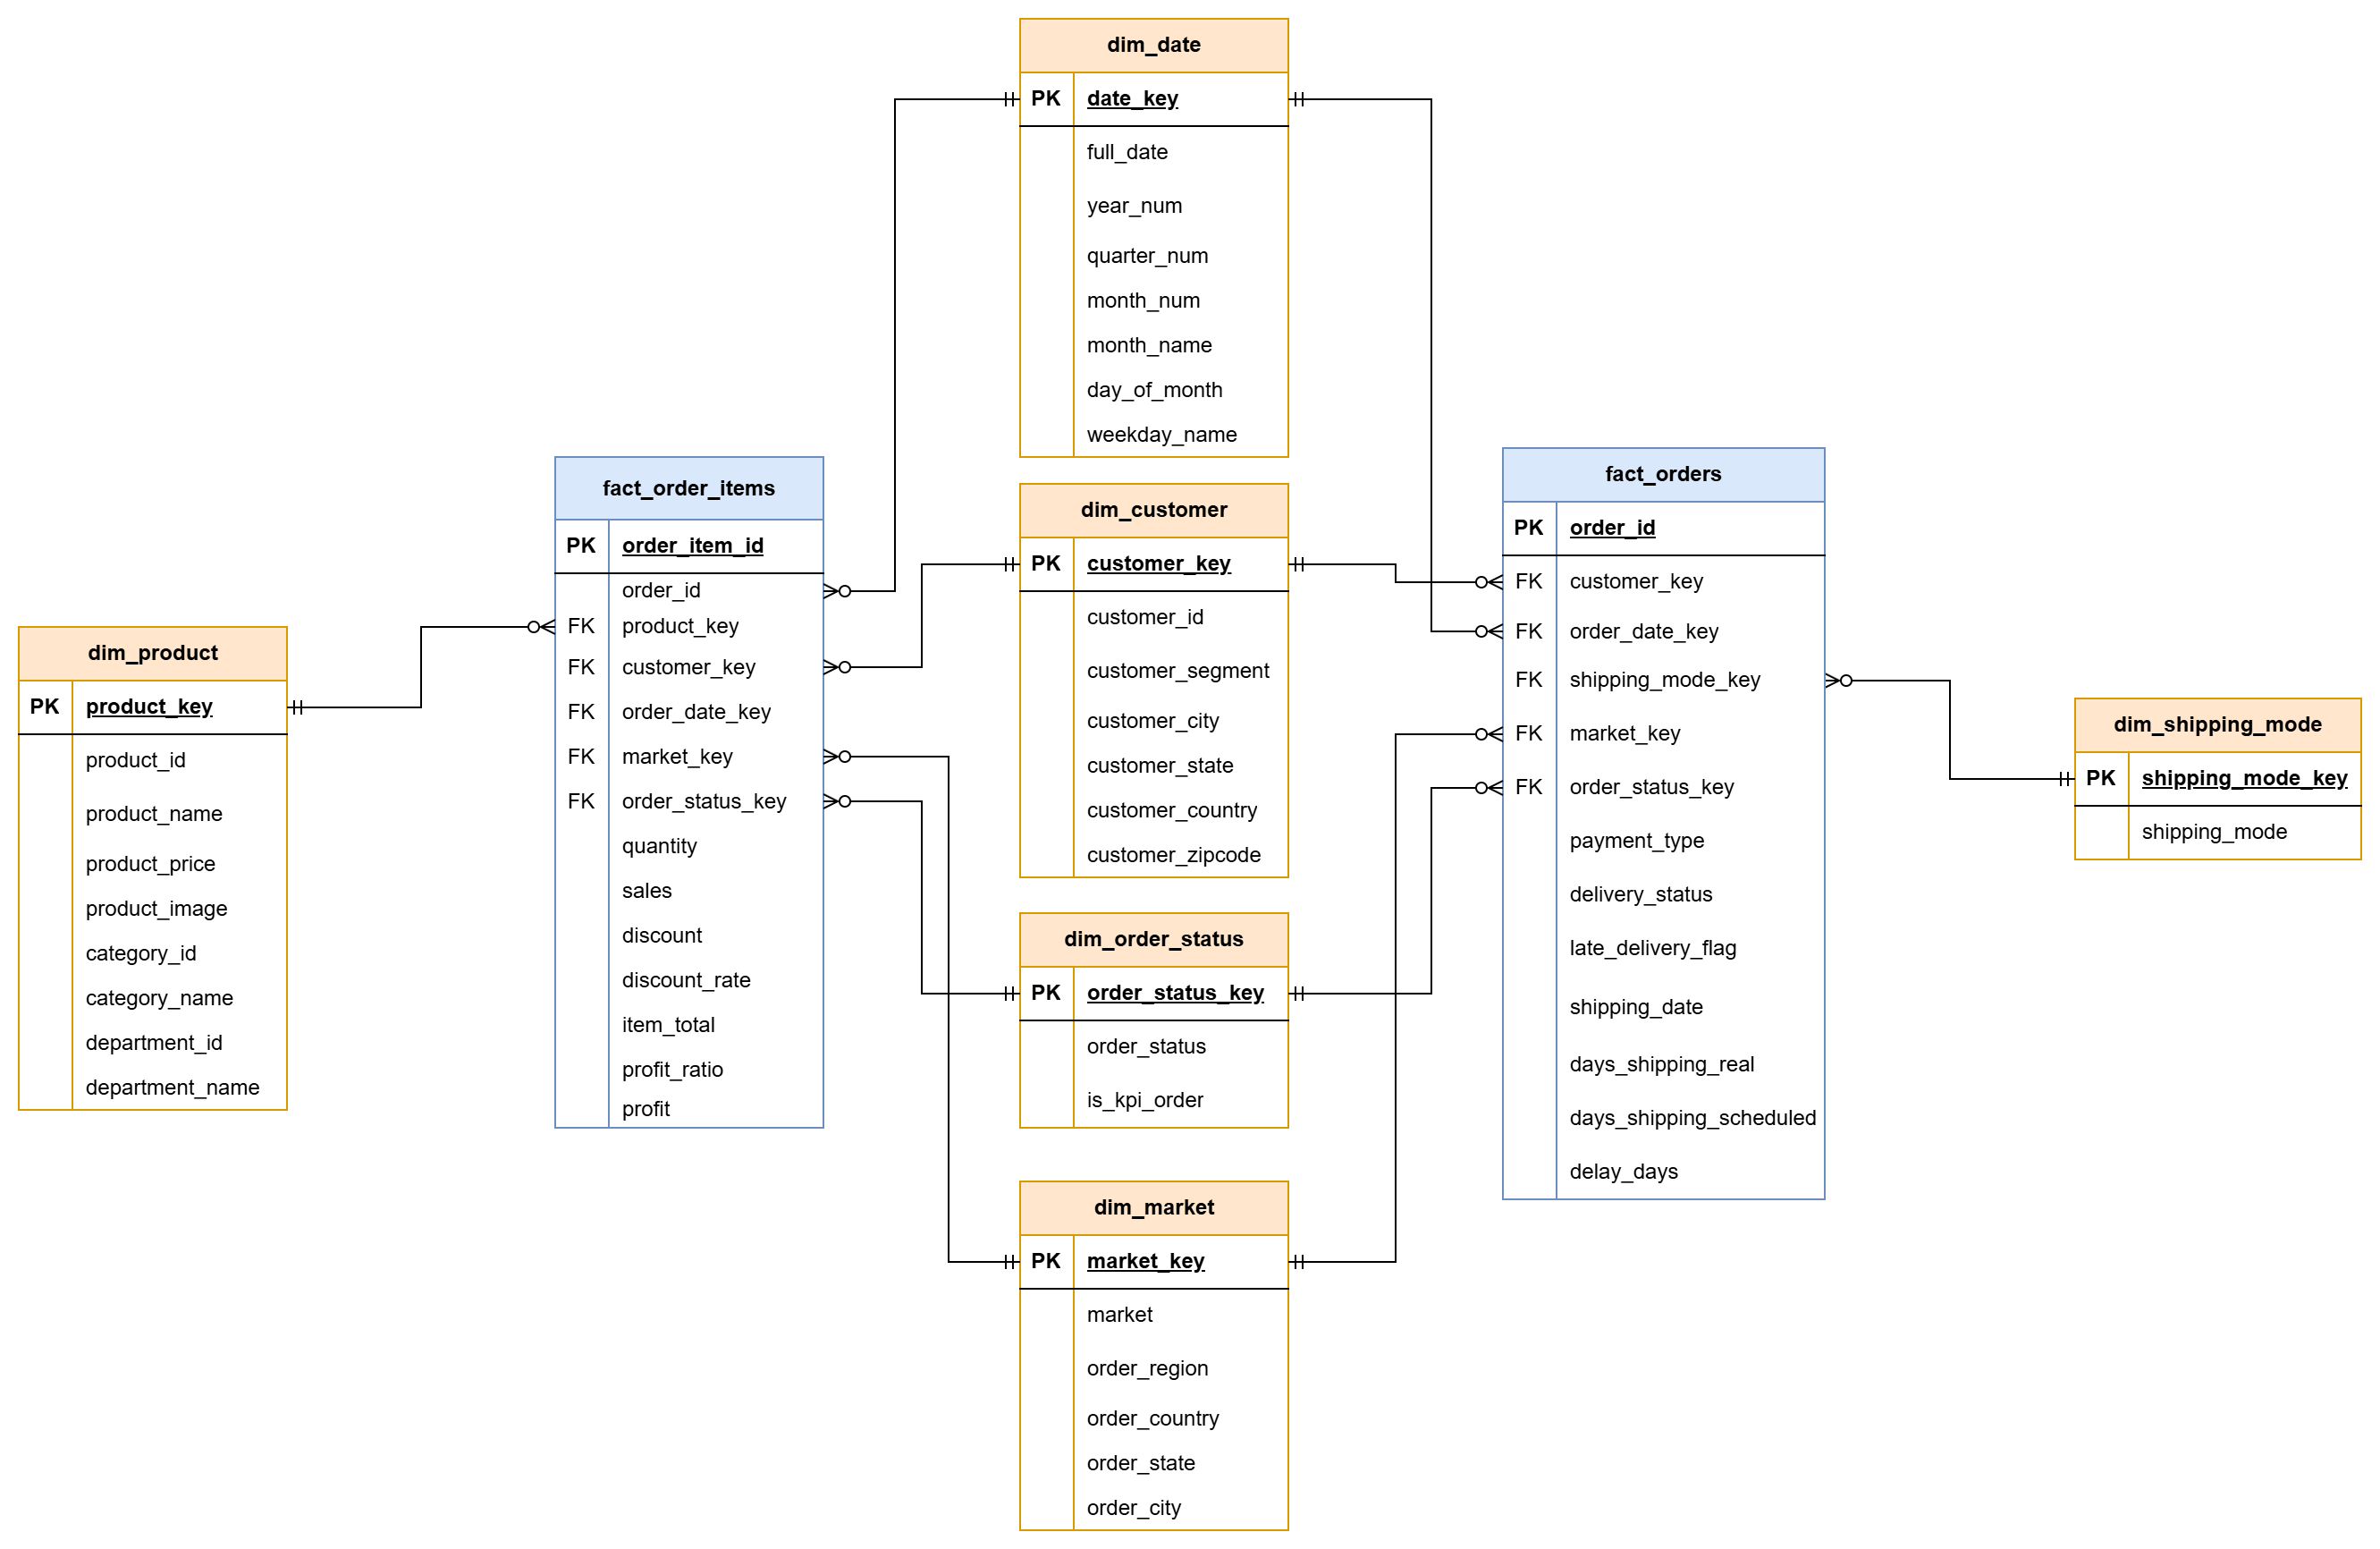 dim_date
PK date_key
full_date
year_num
quarter_num
month_num
month_name
day_of_month
weekday_name
fact_order_items
PK order_item_id
order_id
FK product_key
FK customer_key
FK order_date_key
FK market_key
FK order_status_key
quantity
sales
discount
discount_rate
item_total
profit_ratio
profit
dim_customer
PK customer_key
customer_id
customer_segment
customer_city
customer_state
customer_country
customer_zipcode
fact_orders
PK order_id
FK customer_key
FK order_date_key
FK shipping_mode_key
FK market_key
FK order_status_key
payment_type
delivery_status
late_delivery_flag
shipping_date
days_shipping_real
days_shipping_scheduled
delay_days
dim_product
PK product_key
product_id
product_name
product_price
product_image
category_id
category_name
department_id
department_name
dim_shipping_mode
PK shipping_mode_key
shipping_mode
dim_order_status
PK order_status_key
order_status
is_kpi_order
dim_market
PK market_key
market
order_region
order_country
order_state
order_city